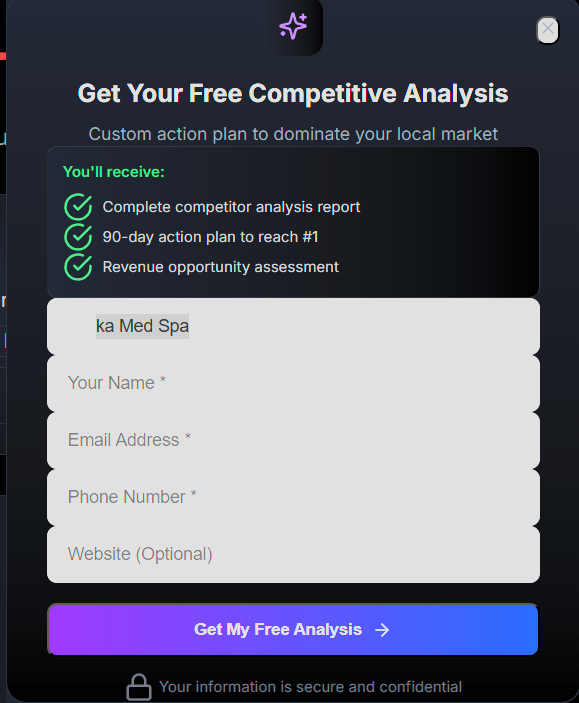 Get Your Free Competitive Analysis
Custom action plan to dominate your local market
You'll receive:
Complete competitor analysis report
90-day action plan to reach #1
Revenue opportunity assessment
ka Med Spa
Your Name *
Email Address *
Phone Number *
Website (Optional)
Get My Free Analysis
Your information is secure and confidential